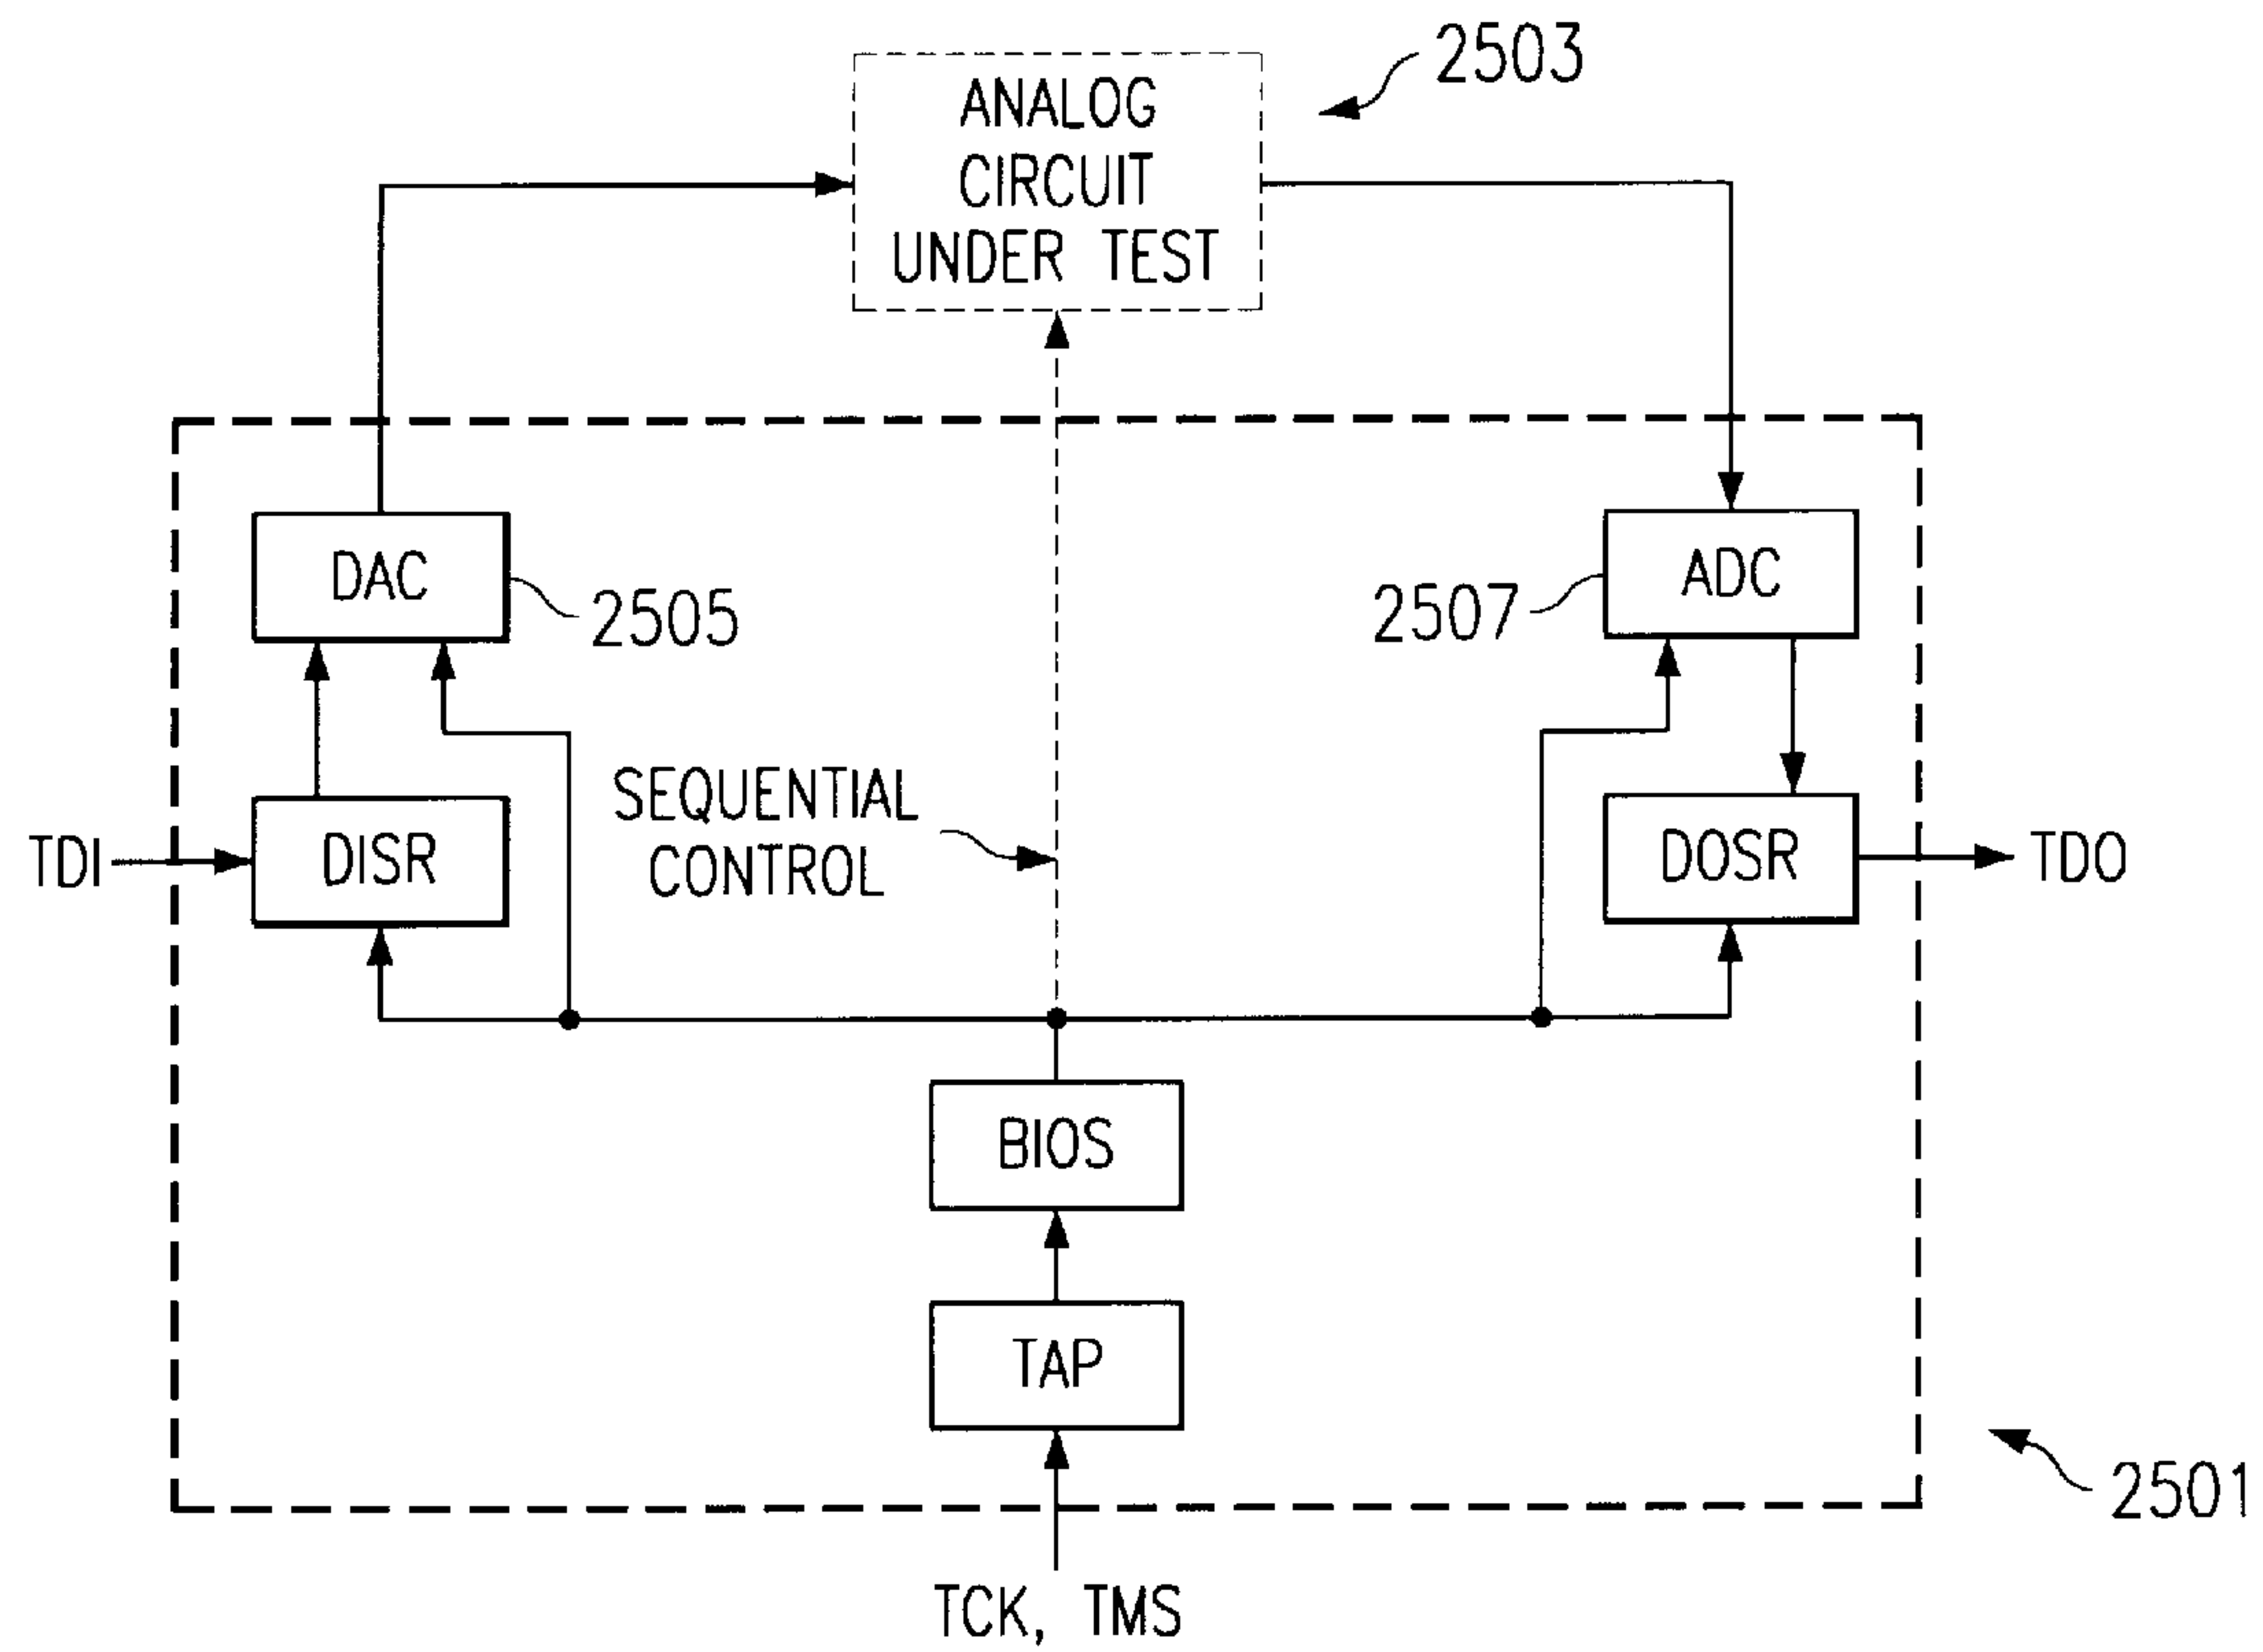 2503
ANALOG
CIRCUIT
UNDER TEST
DAC
2505
2507
ADC
SEQUENTIAL
CONTROL
TDI
DISR
DOSR
TDO
BIOS
TAP
2501
TCK, TMS